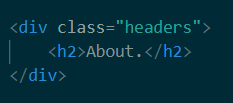 <div class="headers">
    <h2>About.</h2>
</div>